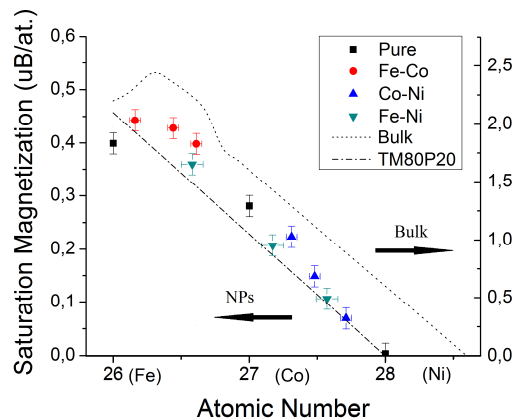 Saturation Magnetization (uB/at.)
0,6
0,5
0,4
0,3
0,2
0,1
0,0
Pure
Fe-Co
Co-Ni
Fe-Ni
Bulk
TM80P20
2,5
2,0
1,5
1,0
0,5
0,0
Bulk
NPs
26 (Fe) 27 (Co) 28 (Ni)
Atomic Number